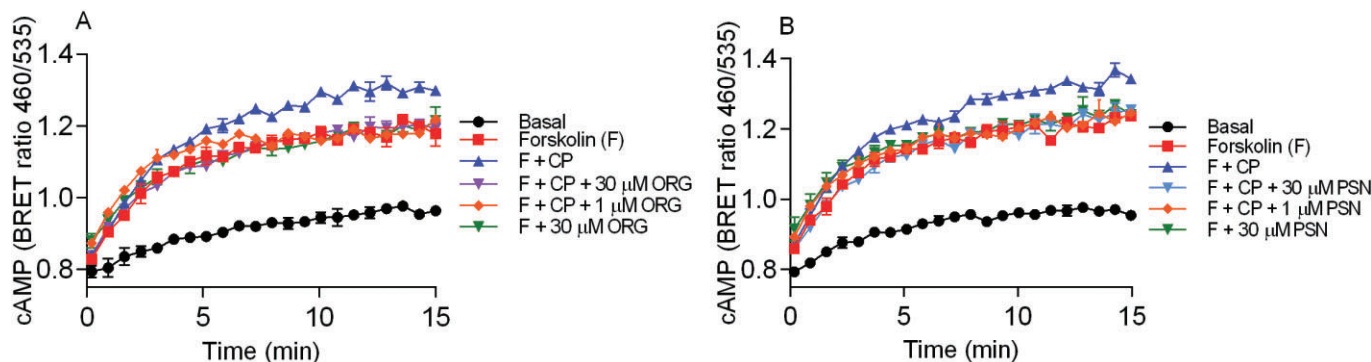 A
cAMP (BRET ratio 460/535)
1.4
1.2
1.0
0.8
0
5
10
15
Time (min)
Basal
Forskolin (F)
F + CP
F + CP + 30 μM ORG
F + CP + 1 μM ORG
F + 30 μM ORG
B
cAMP (BRET ratio 460/535)
1.4
1.2
1.0
0.8
0
5
10
15
Time (min)
Basal
Forskolin (F)
F + CP
F + CP + 30 μM PSN
F + CP + 1 μM PSN
F + 30 μM PSN